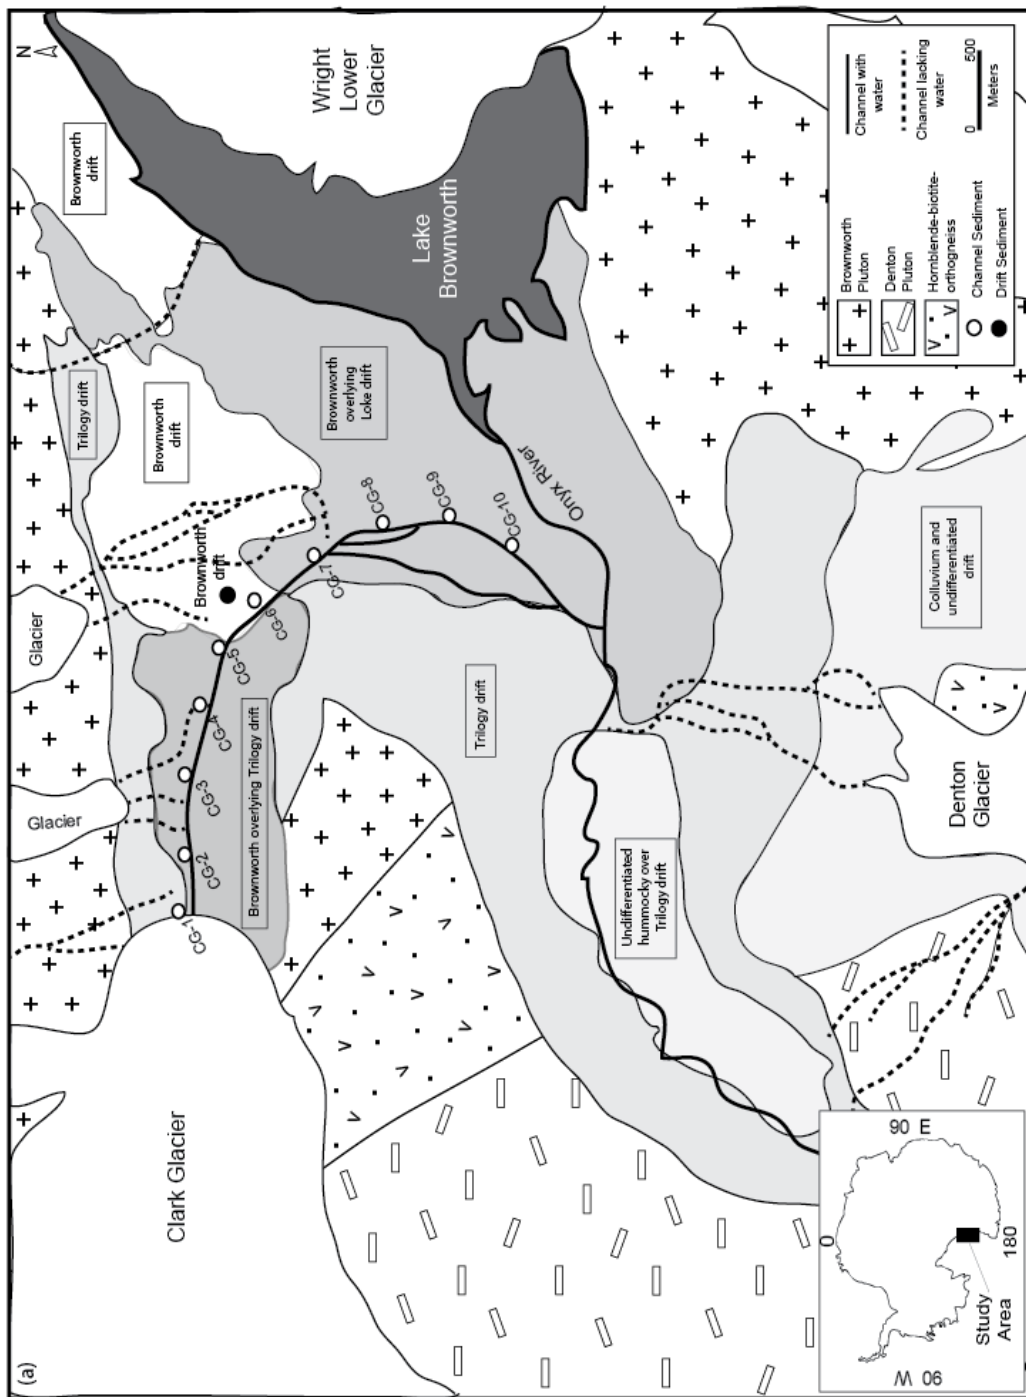 (a)
N
Clark Glacier
Glacier
Glacier
Wright
Lower
Glacier
Lake
Brownworth
Onyx River
Denton
Glacier
Brownworth
drift
Trilogy drift
Brownworth
drift
Brownworth
drift
Brownworth
overlying
Loke drift
Brownworth overlying Trilogy drift
Trilogy drift
Undifferentiated
hummocky over
Trilogy drift
Colluvium and
undifferentiated
drift
CG-1
CG-2
CG-3
CG-4
CG-5
CG-6
CG-7
CG-8
CG-9
CG-10
0
90 E
180
90 W
Study
Area
Brownworth
Pluton
Denton
Pluton
Hornblende-biotite-
orthogneiss
Channel Sediment
Drift Sediment
Channel with
water
Channel lacking
water
0 500
Meters